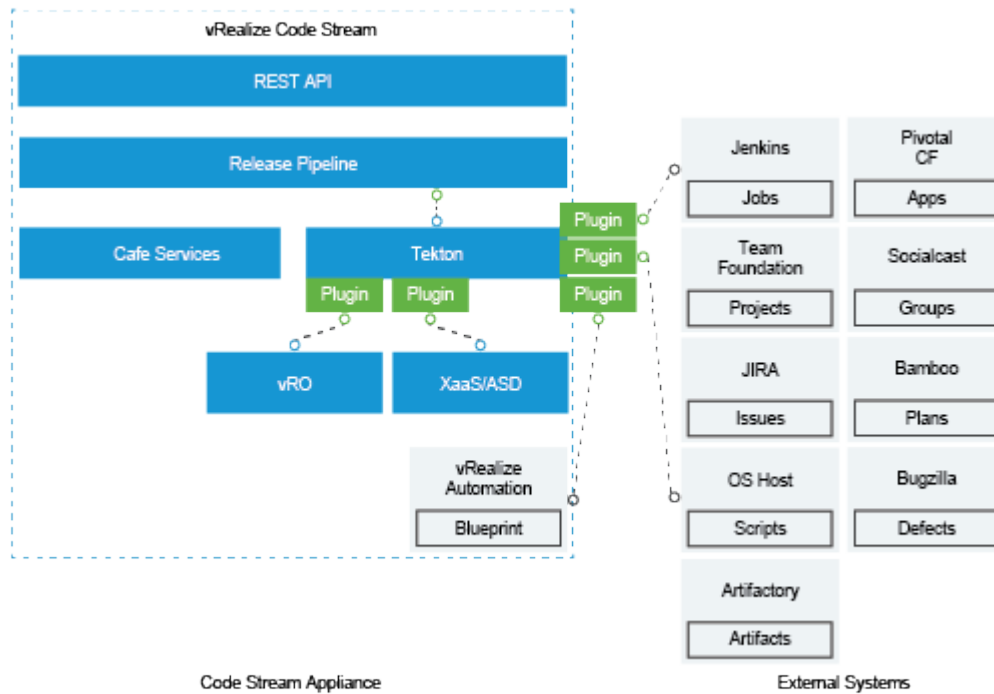 vRealize Code Stream
REST API
Release Pipeline
Cafe Services
Tekton
Plugin
Plugin
Plugin
Plugin
Plugin
vRO
XaaS/ASD
vRealize
Automation
Blueprint
Jenkins
Jobs
Pivotal
CF
Apps
Team
Foundation
Projects
Socialcast
Groups
JIRA
Issues
Bamboo
Plans
OS Host
Scripts
Bugzilla
Defects
Artifactory
Artifacts
Code Stream Appliance
External Systems